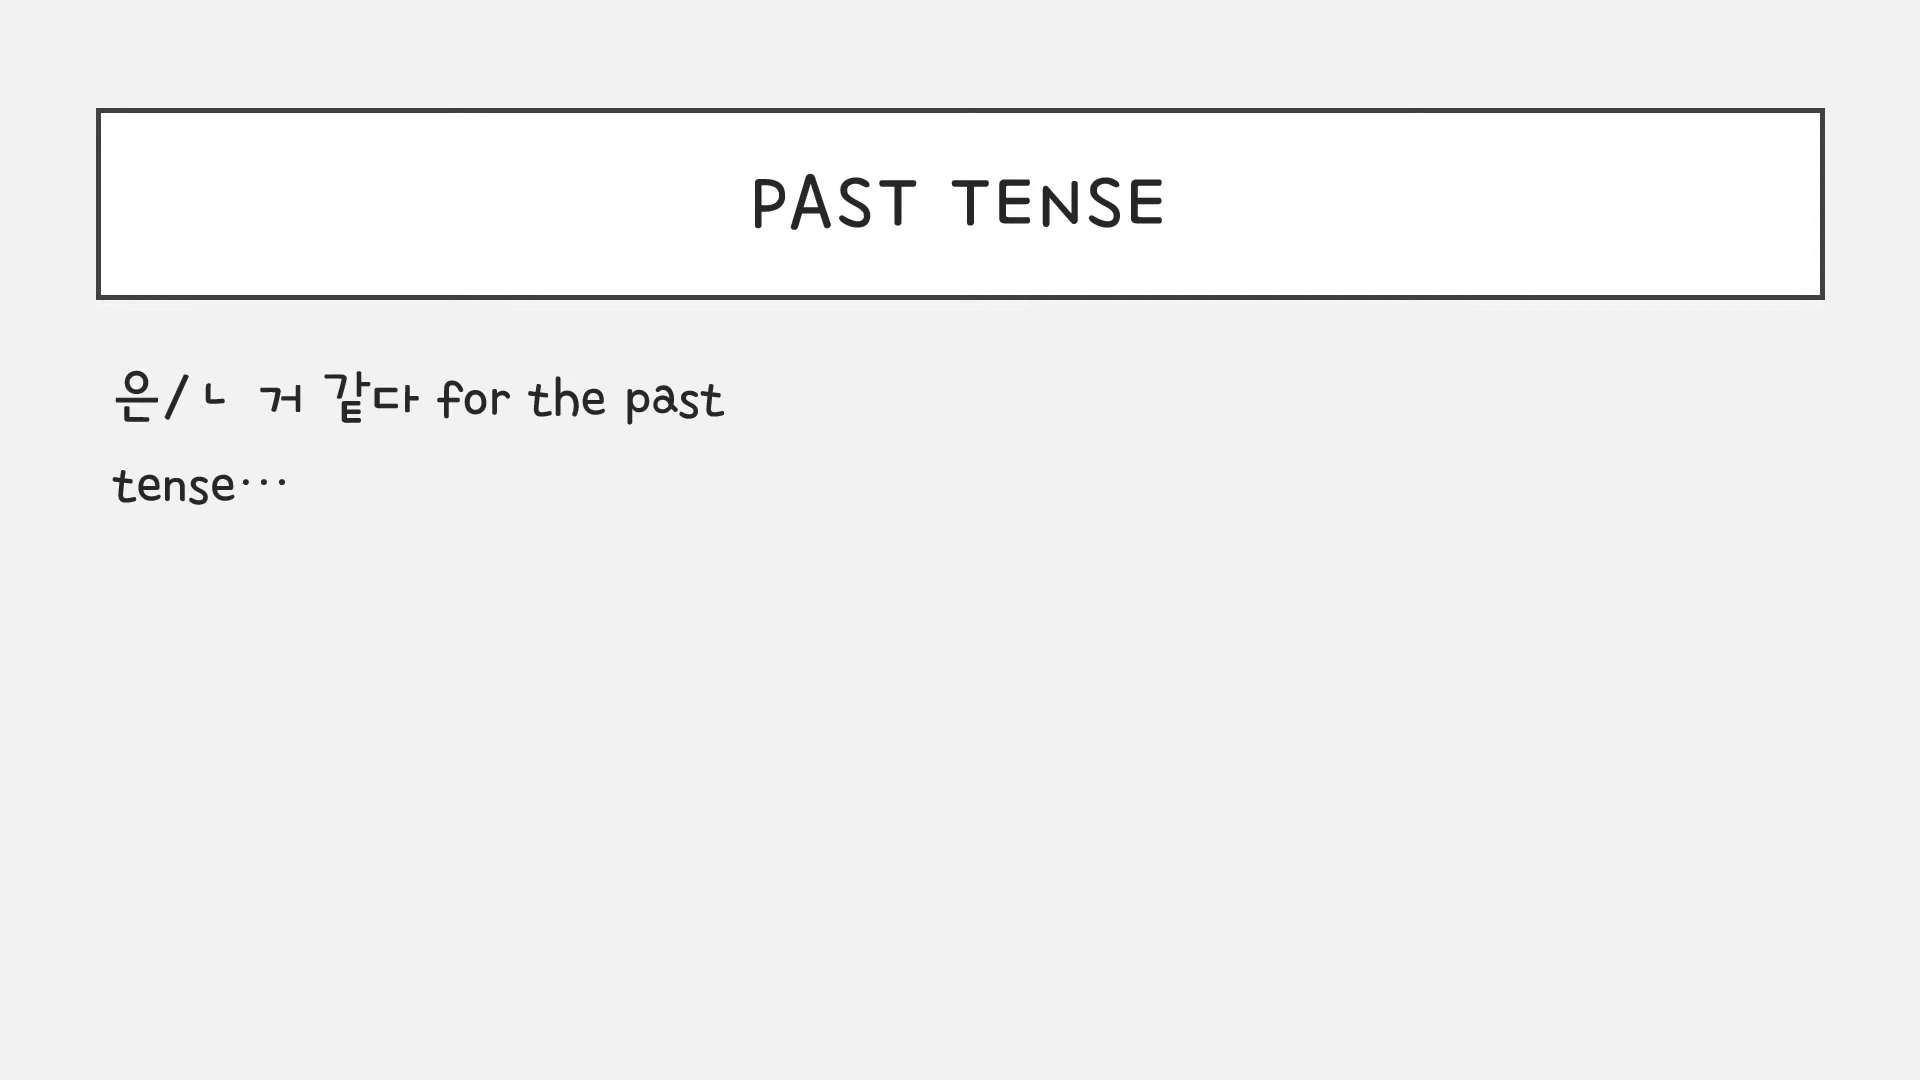 PAST TENSE
은/ㄴ 거 같다 for the past
tense…